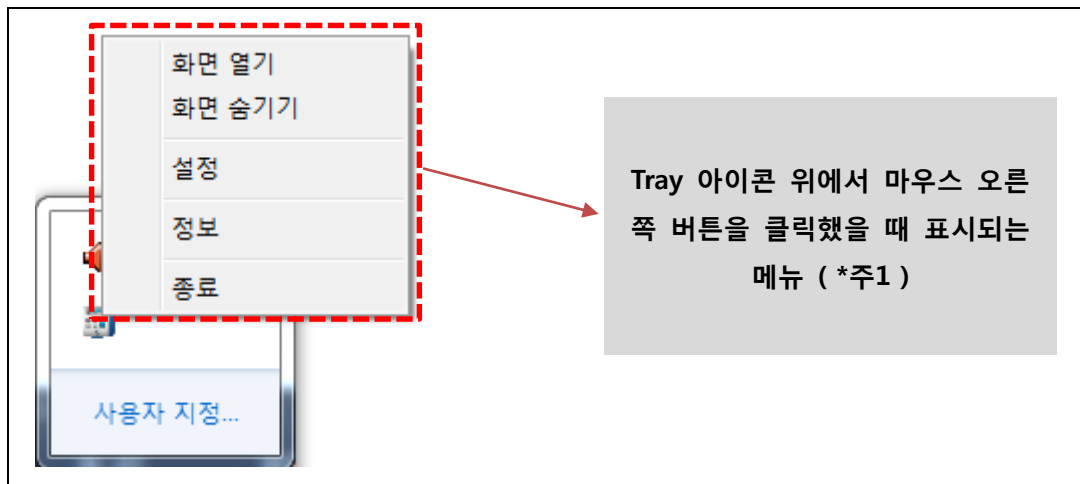 화면 열기
화면 숨기기
설정
정보
종료
사용자 지정...
Tray 아이콘 위에서 마우스 오른
쪽 버튼을 클릭했을 때 표시되는
메뉴 ( *주1 )